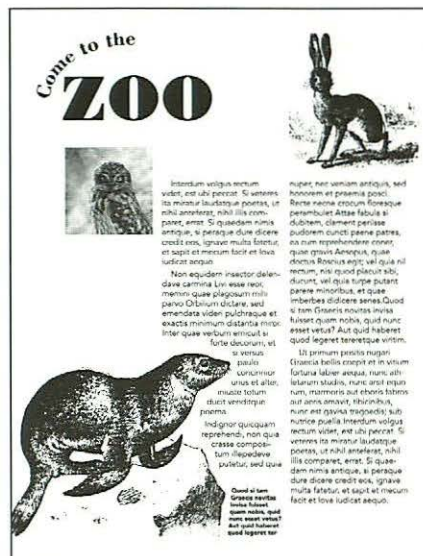 Come to the
ZOO
Interdum volgus rectum
videt, est ubi peccat. Si veteres
ita miratur laudatque poetas, ut
nihil anteferat, nihil illis com-
paret, errat. Si quaedam nimis
antique, si peraque dure dicere
credit eos, ignave multa fatetur,
et sapit et mecum facit et Iova
iudicat aequo.
Non equidem insector delen-
dave carmina Livi esse reor,
memini quae plagosum mihi
parvo Orbilium dictare, sed
emendata videri pulchraque et
exactis minimum distantia miror.
Inter quae verbum emicuit si
forte decorum, et
si versus
paulo
concinnior
unus et alter,
iniuste totum
ducit venditque
poema.
Indignor quicquam
reprehendi, non quia
crasse composi-
tum illepedeve
putetur, sed quia
nuper, nec veniam antiquis, sed
honorem et praemia posci.
Recte necne crocum floresque
perambulet Attae fabula si
dubitem, clament periisse
pudorem cuncti paene patres,
ea cum reprehendere coner,
quae gravis Aesopus, quae
doctus Roscius egit; vel quia nil
rectum, nisi quod placuit sibi,
ducunt, vel quia turpe putant
parere minoribus, et quae
imberbes didicere senes.Quod
si tam Graecis novitas invisa
fuisset quam nobis, quid nunc
esset vetus? Aut quid haberet
quod legeret tereretque viritim.
Ut primum positis nugari
Graecia bellis coepit et in vitium
fortuna labier aequa, nunc ath-
letarum studiis, nunc arsit equo
rum, marmoris aut eboris fabros
aut aeris amavit, tibicinibus,
nunc est gavisa tragoedis; sub
nutrice puella.Interdum volgus
rectum videt, est ubi peccat. Si
veteres ita miratur laudatque
poetas, ut nihil anteferat, nihil
illis comparet, errat. Si quae-
dam nimis antique, si peraque
dure dicere credit eos, ignave
multa fatetur, et sapit et mecum
facit et Iova iudicat aequo.
Quod si tam
Graecis novitas
invisa fuisset
quam nobis, quid
nunc esset vetus?
Aut quid haberet
quod legeret ter